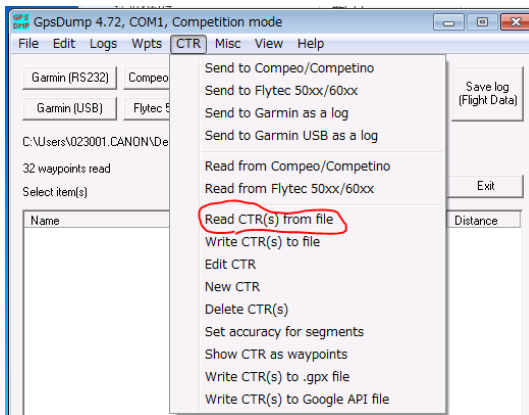 GPS DMP GpsDump 4.72, COM1, Competition mode
File Edit Logs Wpts CTR Misc View Help
Garmin (RS232) Compeo
Garmin (USB) Flytec 5
Save log
(Flight Data)
C:\Users\023001.CANON\De
32 waypoints read
Select item(s)
Exit
Name Distance
Send to Compeo/Competino
Send to Flytec 50xx/60xx
Send to Garmin as a log
Send to Garmin USB as a log
Read from Compeo/Competino
Read from Flytec 50xx/60xx
Read CTR(s) from file
Write CTR(s) to file
Edit CTR
New CTR
Delete CTR(s)
Set accuracy for segments
Show CTR as waypoints
Write CTR(s) to .gpx file
Write CTR(s) to Google API file